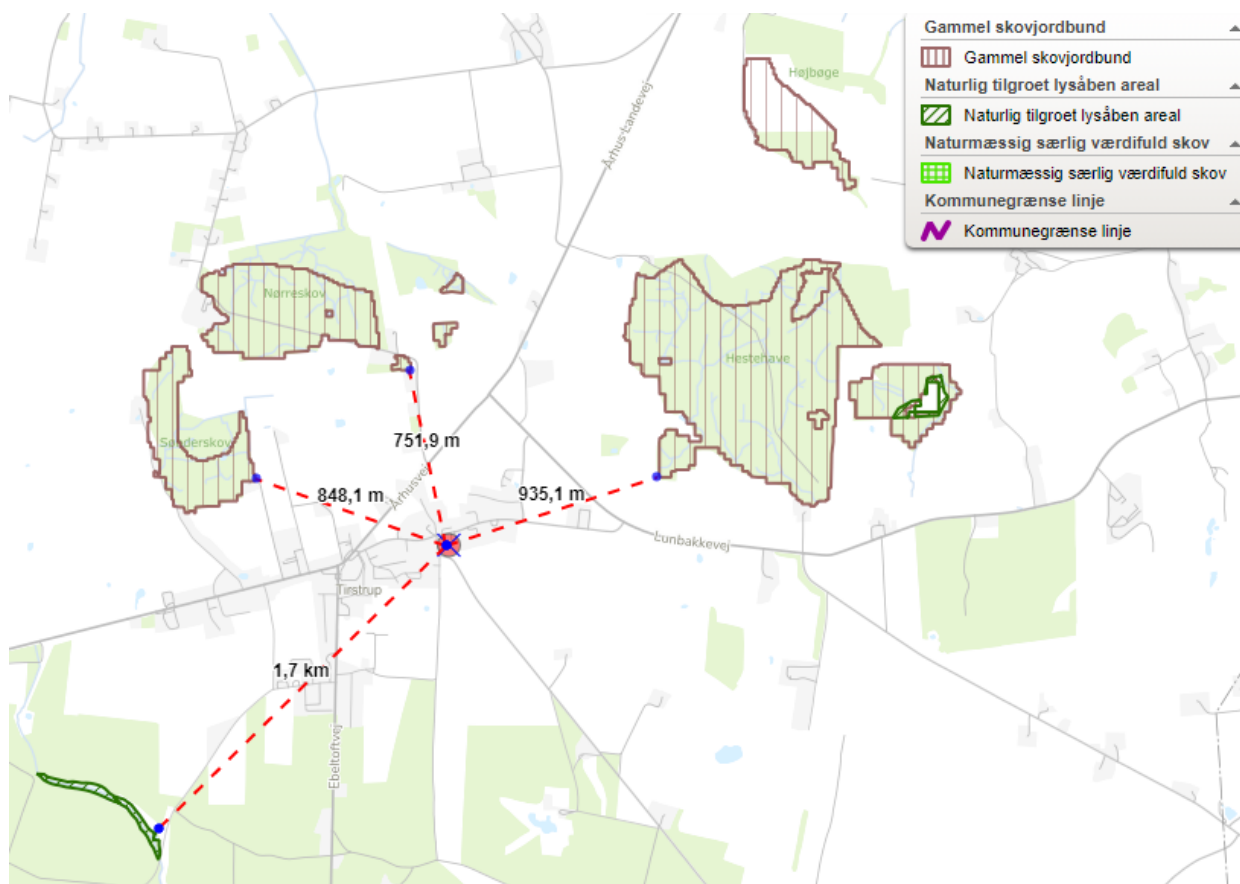 Gammel skovjordbund
Gammel skovjordbund
Naturlig tilgroet lysåben areal
Naturlig tilgroet lysåben areal
Naturmæssig særlig værdifuld skov
Naturmæssig særlig værdifuld skov
Kommunegrænse linje
Kommunegrænse linje
Højbøge
Århus-Landevej
Nørreskov
Hestehave
Sønderskov
751,9 m
848,1 m
Århusvej
935,1 m
Lunbakkevej
Tirstrup
1,7 km
Ebeltoftvej